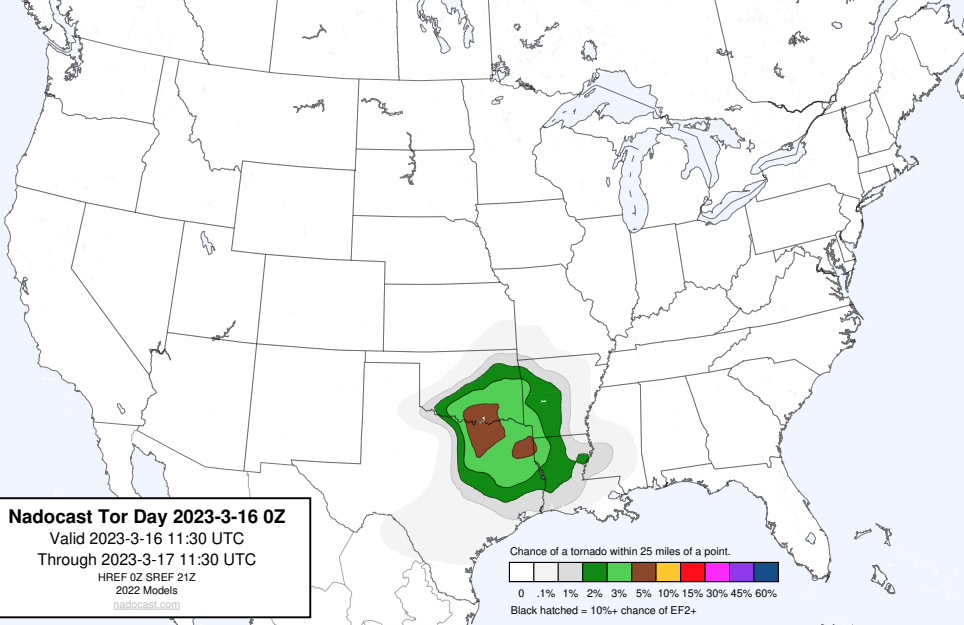 Nadocast Tor Day 2023-3-16 0Z
Valid 2023-3-16 11:30 UTC
Through 2023-3-17 11:30 UTC
HREF 0Z SREF 21Z
2022 Models
nadocast.com
Chance of a tornado within 25 miles of a point.
0 .1% 1% 2% 3% 5% 10% 15% 30% 45% 60%
Black hatched = 10%+ chance of EF2+